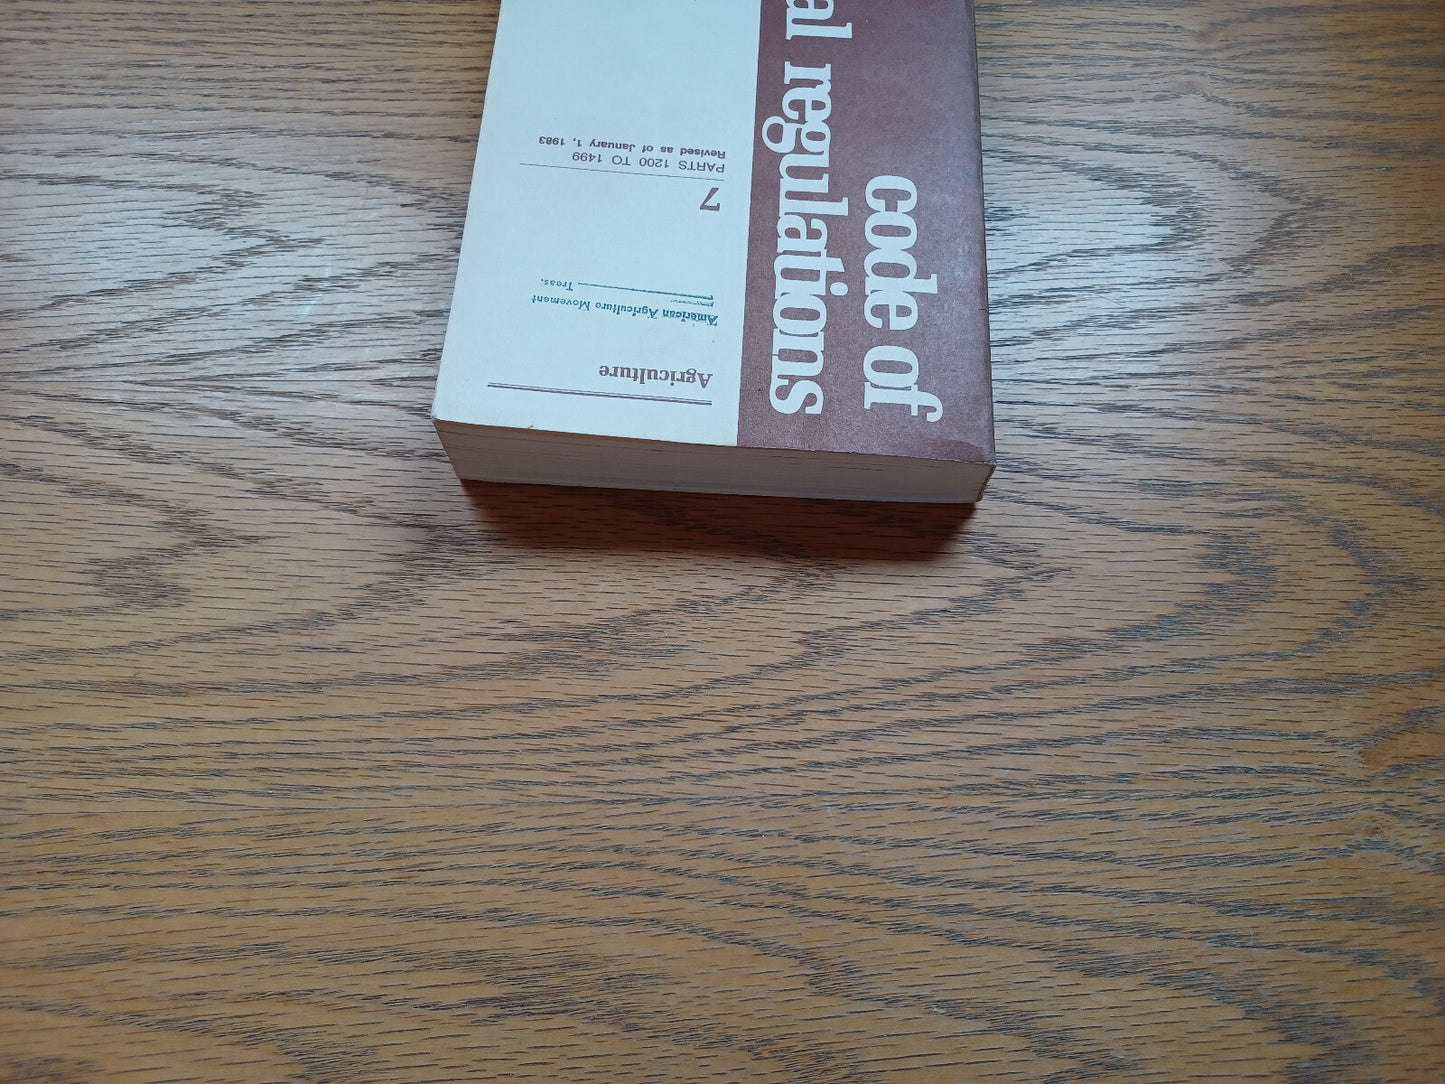 code of
al regulations
Agriculture
American Agriculture Movement
Treas.
7
PARTS 1200 TO 1499
Revised as of January 1, 1983